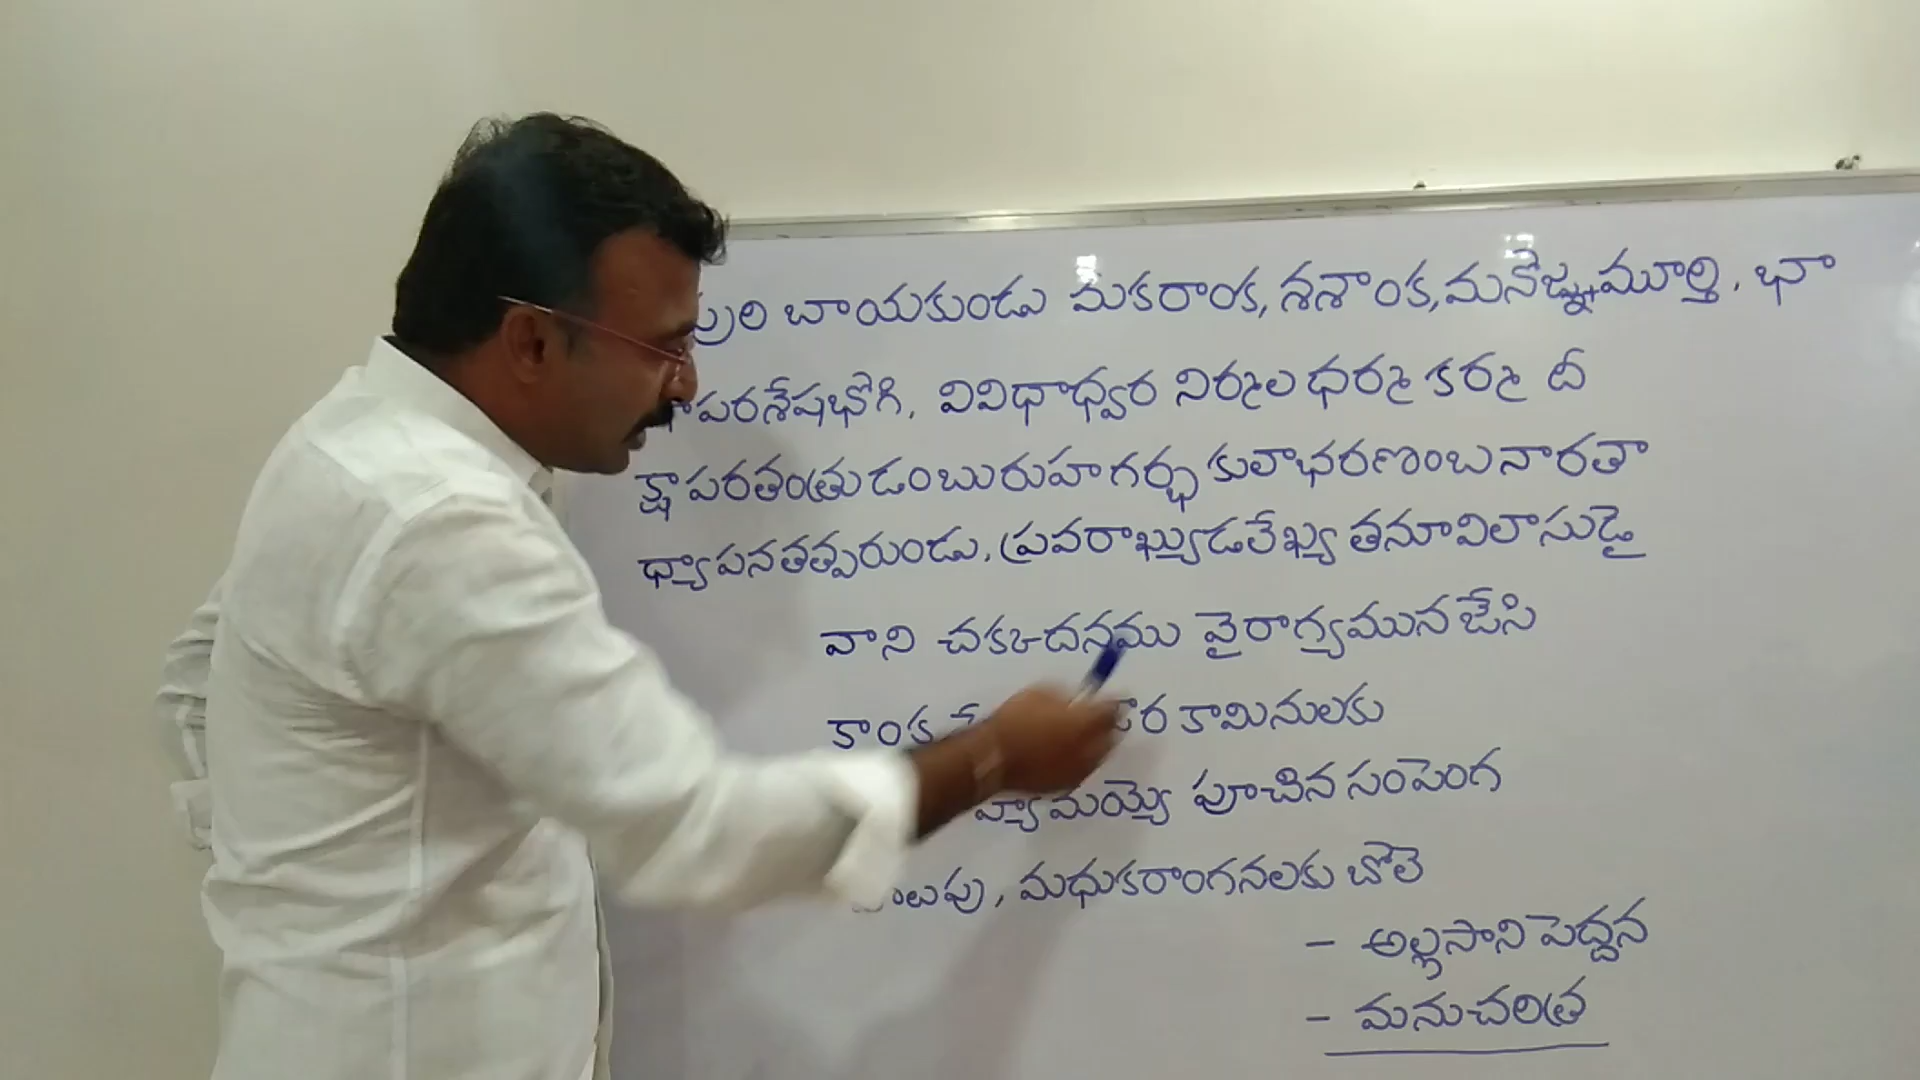 పురి బాయకుండు మకరాంక, శశాంక, మనోజ్ఞమూర్తి, భా
పరశేషభోగి, వివిధాధ్వర నిర్మల ధర్మ కర్మ దీ
క్షాపరతంత్రుడంబురుహగర్భ కులాభరణంబనారతా
ధ్యాపనతత్పరుండు, ప్రవరాఖ్యుడలేఖ్య తనూవిలాసుడై
వాని చక్కదనము వైరాగ్యమున జేసి
కాంక్ష కామినులకు
పూచిన సంపెంగ
మధుకరాంగనలకు బోలె
- అల్లసాని పెద్దన
- మనుచరిత్ర